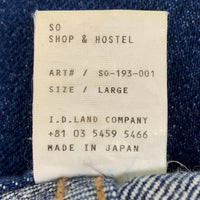 SO
SHOP & HOSTEL
ART# / SO-193-001
SIZE / LARGE
I.D.LAND COMPANY
+81 03 5459 5466
MADE IN JAPAN